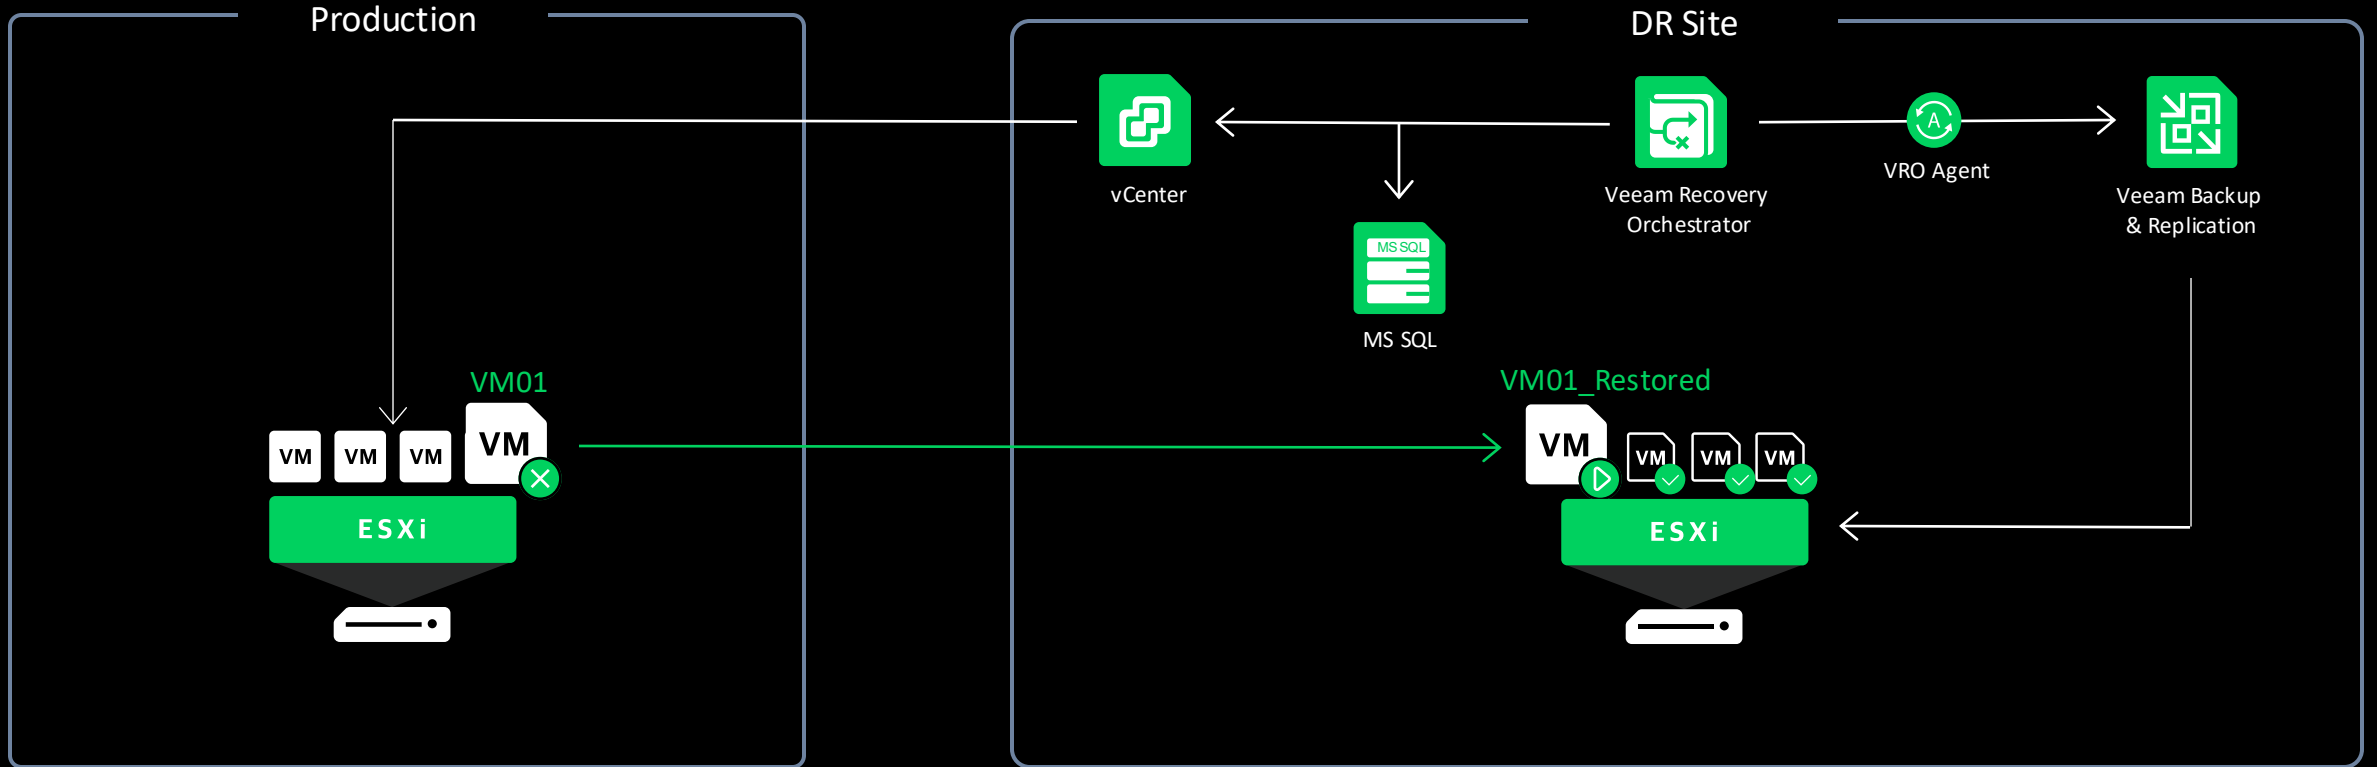 Production
DR Site
A
vCenter
Veeam Recovery
Orchestrator
VRO Agent
Veeam Backup
& Replication
MS SQL
MS SQL
VM01
VM01_Restored
VM
VM
VM
VM
VM
VM
VM
VM
ESXi
ESXi